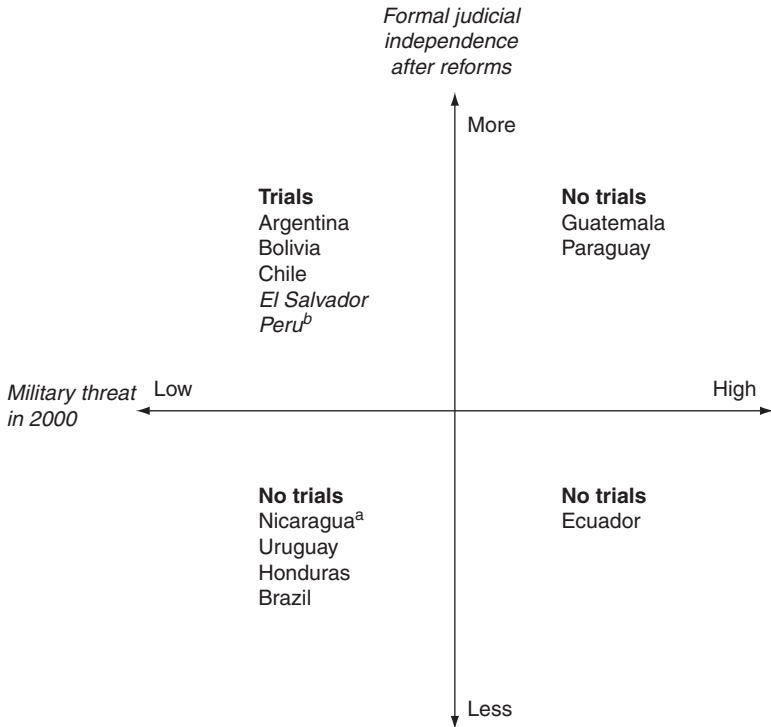 Formal judicial
independence
after reforms
More
Trials
Argentina
Bolivia
Chile
El Salvador
Peru^b
No trials
Guatemala
Paraguay
Military threat
in 2000
Low
High
No trials
Nicaragua^a
Uruguay
Honduras
Brazil
No trials
Ecuador
Less